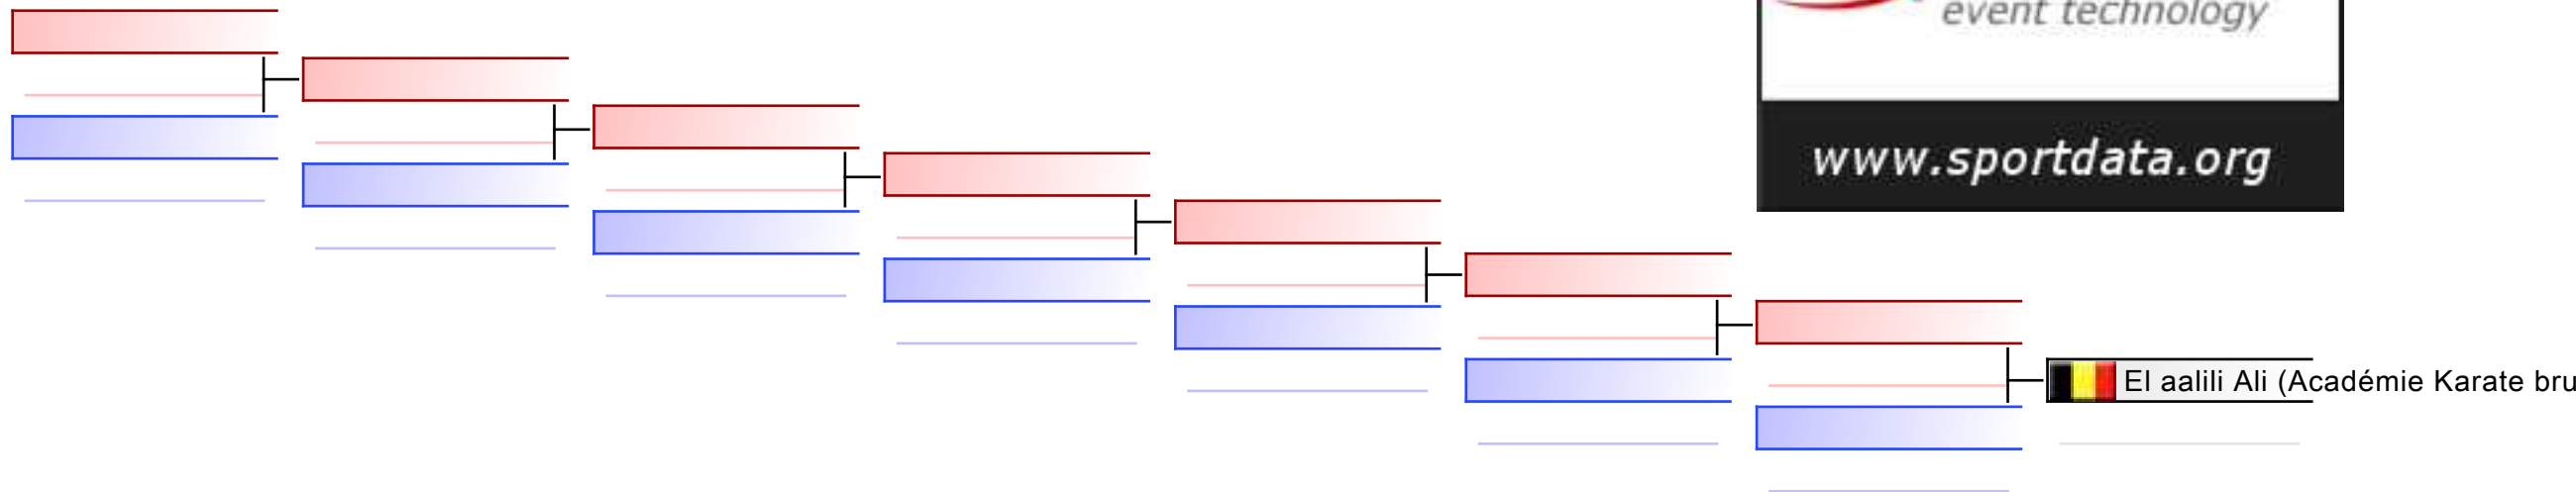 event technology
www.sportdata.org
El aalili Ali (Académie Karate bru